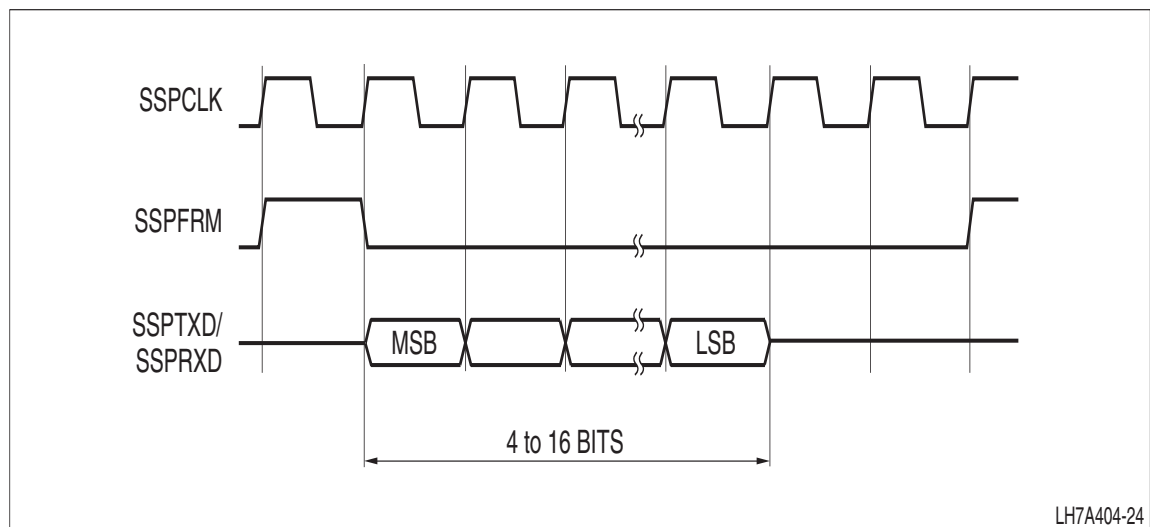 SSPCLK
SSPFRM
SSPTXD/
SSPRXD
MSB
LSB
4 to 16 BITS
LH7A404-24